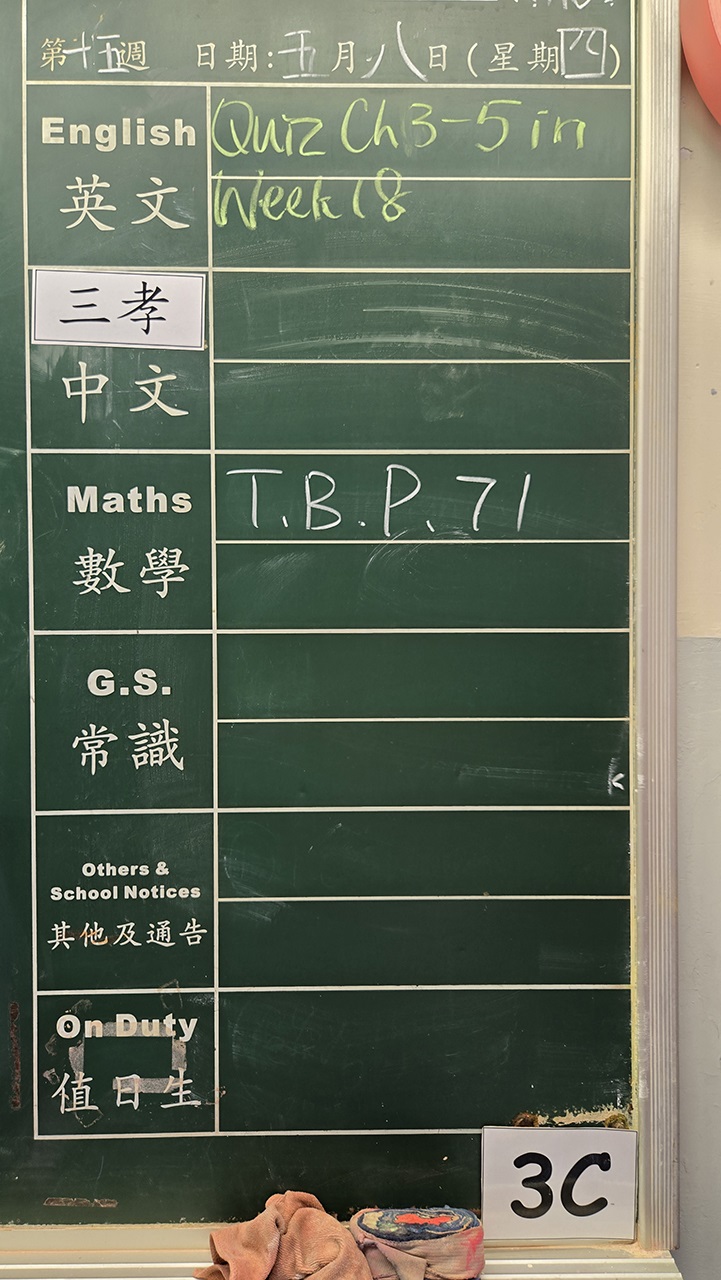 第十五週 日期:五月八日(星期四)
English Quiz Ch 3-5 in
英文 Week 18
三孝
中文
Maths T.B.P.71
數學
G.S.
常識
Others &
School Notices
其他及通告
On Duty
值日生
3C